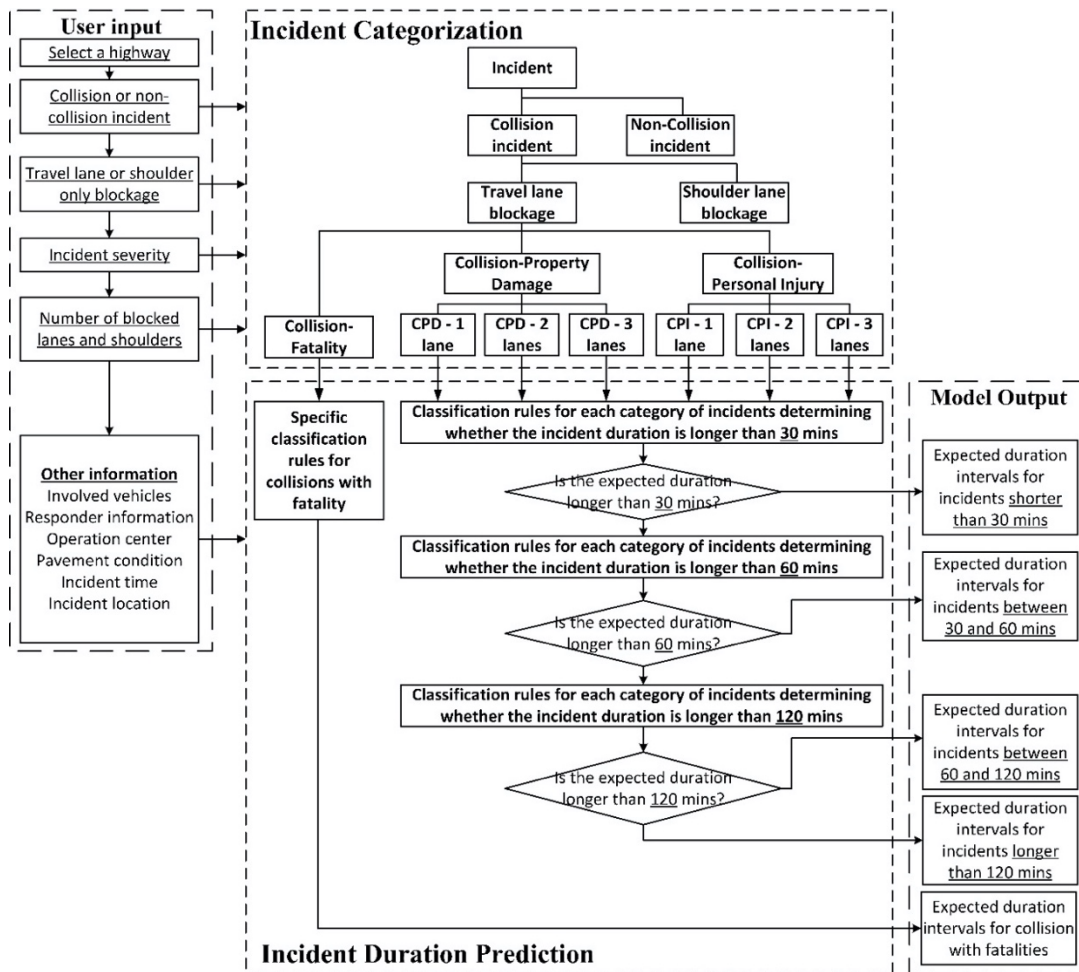 User input
Select a highway
Collision or non-
collision incident
Travel lane or shoulder
only blockage
Incident severity
Number of blocked
lanes and shoulders
Other information
Involved vehicles
Responder information
Operation center
Pavement condition
Incident time
Incident location
Incident Categorization
Incident
Collision
incident
Non-Collision
incident
Travel lane
blockage
Shoulder lane
blockage
Collision-Property
Damage
Collision-
Personal Injury
Collision-
Fatality
CPD - 1
lane
CPD - 2
lanes
CPD - 3
lanes
CPI - 1
lane
CPI - 2
lanes
CPI - 3
lanes
Specific
classification
rules for
collisions with
fatality
Classification rules for each category of incidents determining
whether the incident duration is longer than 30 mins
Is the expected duration
longer than 30 mins?
Classification rules for each category of incidents determining
whether the incident duration is longer than 60 mins
Is the expected duration
longer than 60 mins?
Classification rules for each category of incidents determining
whether the incident duration is longer than 120 mins
Is the expected duration
longer than 120 mins?
Incident Duration Prediction
Model Output
Expected duration
intervals for
incidents shorter
than 30 mins
Expected duration
intervals for
incidents between
30 and 60 mins
Expected duration
intervals for
incidents between
60 and 120 mins
Expected duration
intervals for
incidents longer
than 120 mins
Expected duration
intervals for collision
with fatalities